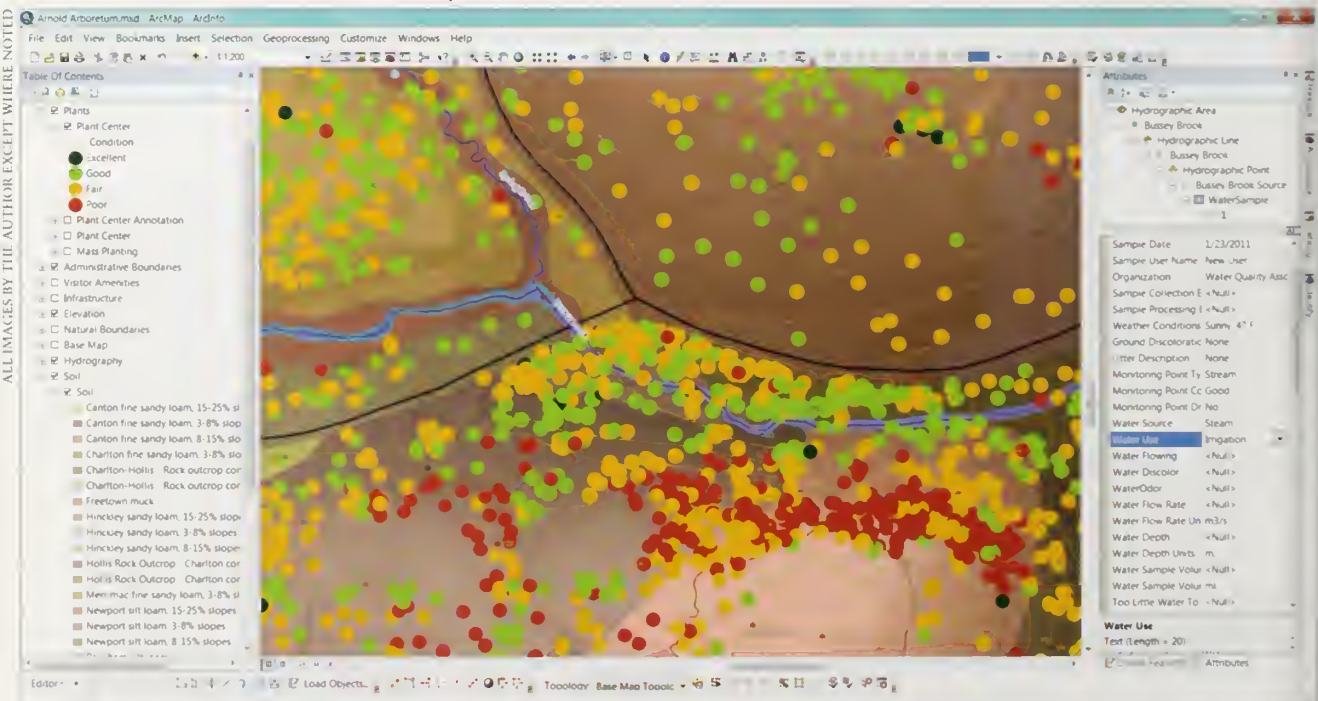 ALL IMAGES BY THE AUTHOR EXCEPT WHERE NOTED
Arnold Arboretum.mxd ArcMap ArcInfo
File Edit View Bookmarks Insert Selection Geoprocessing Customize Windows Help
1:1,200
Table Of Contents
Plants
Plant Center
Condition
Excellent
Good
Fair
Poor
Plant Center Annotation
Plant Center
Mass Planting
Administrative Boundaries
Visitor Amenities
Infrastructure
Elevation
Natural Boundaries
Base Map
Hydrography
Soil
Soil
Canton fine sandy loam, 15-25% sl
Canton fine sandy loam, 3-8% slop
Canton fine sandy loam, 8-15% slo
Charlton fine sandy loam, 3-8% slo
Charlton-Hollis Rock outcrop cor
Charlton-Hollis Rock outcrop cor
Freetown muck
Hinckley sandy loam, 15-25% slope
Hinckley sandy loam, 3-8% slopes
Hinckley sandy loam, 8-15% slope
Hollis Rock Outcrop Charlton cor
Hollis Rock Outcrop Charlton cor
Merrimac fine sandy loam, 3-8% sl
Newport silt loam, 15-25% slopes
Newport silt loam, 3-8% slopes
Newport silt loam, 8-15% slopes
Attributes
Hydrographic Area
Bussey Brook
Hydrographic Line
Bussey Brook
Hydrographic Point
Bussey Brook Source
WaterSample
1
Sample Date 1/23/2011
Sample User Name New User
Organization Water Quality Assc
Sample Collection E <Null>
Sample Processing E <Null>
Weather Conditions Sunny 42 F
Ground Discoloratic None
Litter Description None
Monitoring Point Ty Stream
Monitoring Point Cc Good
Monitoring Point Dr No
Water Source Steam
Water Use Irrigation
Water Flowing <Null>
Water Discolor <Null>
WaterOdor <Null>
Water Flow Rate <Null>
Water Flow Rate Un m3/s
Water Depth <Null>
Water Depth Units m
Water Sample Volur <Null>
Water Sample Volur ml
Too Little Water To <Null>
Water Use
Text (Length = 20)
Attributes
Editor
Load Objects...
Topology Base Map Topolc